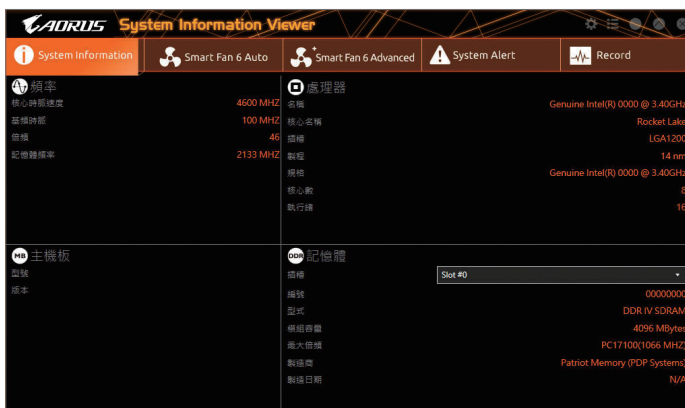 AORUS System Information Viewer
System Information
Smart Fan 6 Auto
Smart Fan 6 Advanced
System Alert
Record
頻率
核心時脈速度 4600 MHZ
基頻時脈 100 MHZ
倍頻 46
記憶體頻率 2133 MHZ
處理器
名稱 Genuine Intel(R) 0000 @ 3.40GHz
核心名稱 Rocket Lake
插槽 LGA1200
製程 14 nm
規格 Genuine Intel(R) 0000 @ 3.40GHz
核心數 8
執行緒 16
MB 主機板
型號
版本
DDR 記憶體
插槽 Slot #0
編號 00000000
型式 DDR IV SDRAM
模組容量 4096 MBytes
最大倍頻 PC17100(1066 MHZ)
製造商 Patriot Memory (PDP Systems)
製造日期 N/A